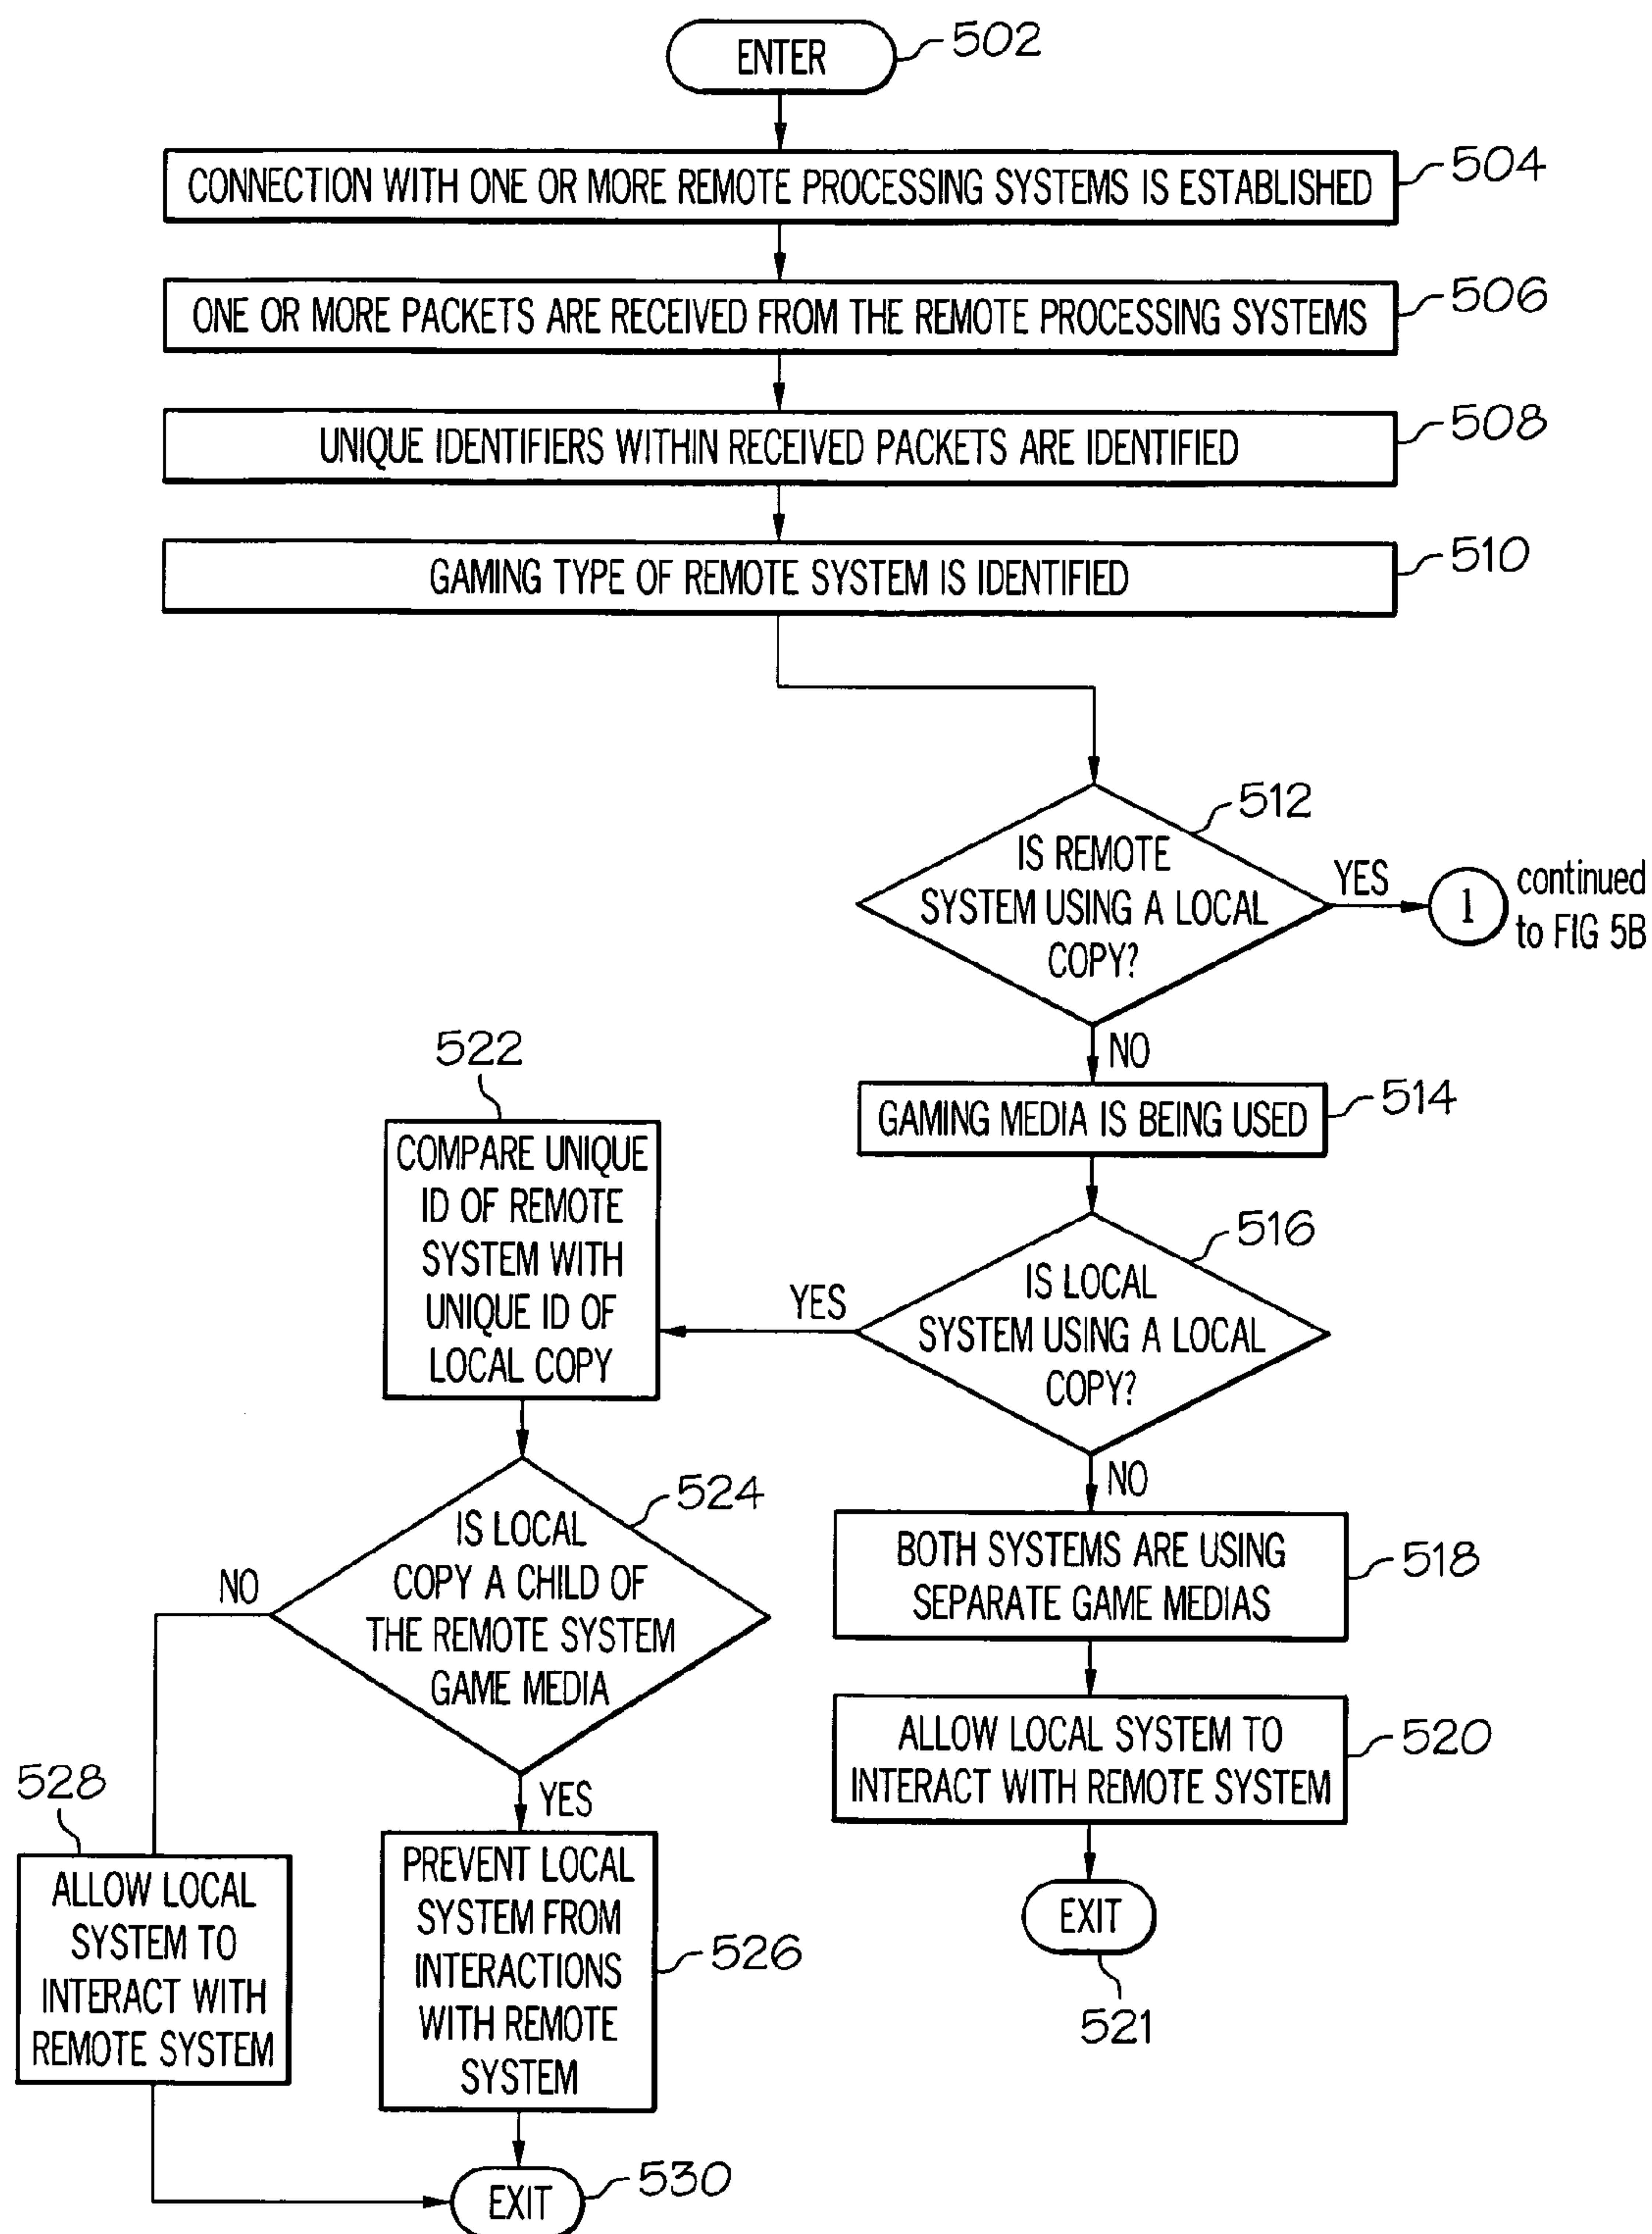 ENTER
502
CONNECTION WITH ONE OR MORE REMOTE PROCESSING SYSTEMS IS ESTABLISHED
504
ONE OR MORE PACKETS ARE RECEIVED FROM THE REMOTE PROCESSING SYSTEMS
506
UNIQUE IDENTIFIERS WITHIN RECEIVED PACKETS ARE IDENTIFIED
508
GAMING TYPE OF REMOTE SYSTEM IS IDENTIFIED
510
512
IS REMOTE
SYSTEM USING A LOCAL
COPY?
YES
1
continued
to FIG 5B
NO
514
GAMING MEDIA IS BEING USED
516
IS LOCAL
SYSTEM USING A LOCAL
COPY?
YES
522
COMPARE UNIQUE
ID OF REMOTE
SYSTEM WITH
UNIQUE ID OF
LOCAL COPY
NO
518
BOTH SYSTEMS ARE USING
SEPARATE GAME MEDIAS
520
ALLOW LOCAL SYSTEM TO
INTERACT WITH REMOTE SYSTEM
EXIT
521
524
IS LOCAL
COPY A CHILD OF
THE REMOTE SYSTEM
GAME MEDIA
NO
528
ALLOW LOCAL
SYSTEM TO
INTERACT WITH
REMOTE SYSTEM
YES
PREVENT LOCAL
SYSTEM FROM
INTERACTIONS
WITH REMOTE
SYSTEM
526
EXIT
530